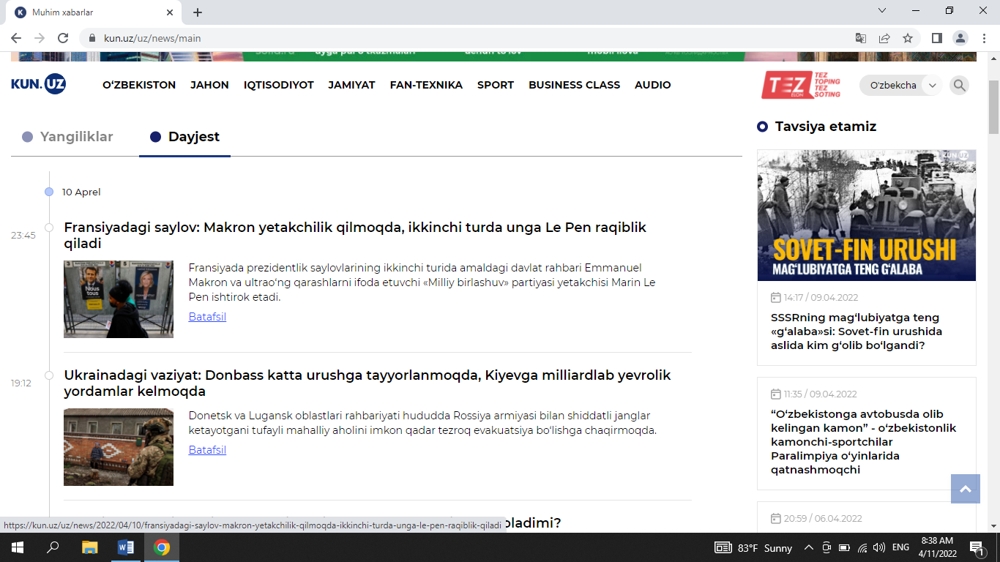 Muhim xabarlar
kun.uz/uz/news/main
KUN.UZ
O‘ZBEKISTON JAHON IQTISODIYOT JAMIYAT FAN-TEXNIKA SPORT BUSINESS CLASS AUDIO
TEZ
ELON
TEZ
TOPING
TEZ
SOTING
O'zbekcha
Yangiliklar
Dayjest
10 Aprel
23:45
Fransiyadagi saylov: Makron yetakchilik qilmoqda, ikkinchi turda unga Le Pen raqiblik
qiladi
Nous
tous
Fransiyada prezidentlik saylovlarining ikkinchi turida amaldagi davlat rahbari Emmanuel
Makron va ultrao‘ng qarashlarni ifoda etuvchi «Milliy birlashuv» partiyasi yetakchisi Marin Le
Pen ishtirok etadi.
Batafsil
19:12
Ukrainadagi vaziyat: Donbass katta urushga tayyorlanmoqda, Kiyevga milliardlab yevrolik
yordamlar kelmoqda
Donetsk va Lugansk oblastlari rahbariyati hududda Rossiya armiyasi bilan shiddatli janglar
ketayotgani tufayli mahalliy aholini imkon qadar tezroq evakuatsiya bo‘lishga chaqirmoqda.
Batafsil
Tavsiya etamiz
KUN.UZ
SOVET-FIN URUSHI
MAG‘LUBIYATGA TENG G‘ALABA
14:17 / 09.04.2022
SSSRning mag‘lubiyatga teng
«g‘alaba»si: Sovet-fin urushida
aslida kim g‘olib bo‘lgandi?
11:35 / 09.04.2022
“O‘zbekistonga avtobusda olib
kelingan kamon” - o‘zbekistonlik
kamonchi-sportchilar
Paralimpiya o‘yinlarida
qatnashmoqchi
20:59 / 06.04.2022
https://kun.uz/uz/news/2022/04/10/fransiyadagi-saylov-makron-yetakchilik-qilmoqda-ikkinchi-turda-unga-le-pen-raqiblik-qiladi
83°F Sunny
ENG
8:38 AM
4/11/2022
1